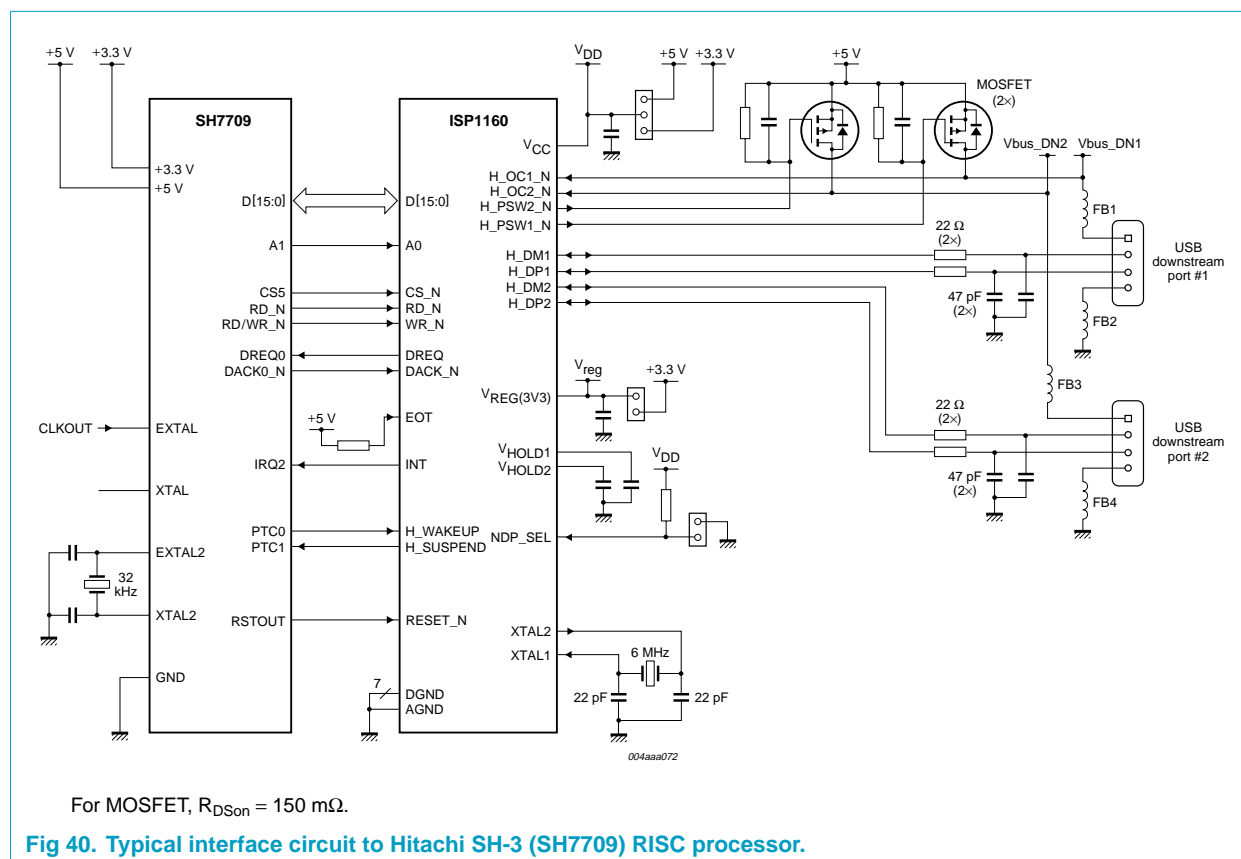 +5 V
+3.3 V
VDD
+5 V
+3.3 V
+5 V
MOSFET
(2×)
SH7709
ISP1160
VCC
Vbus_DN2
Vbus_DN1
+3.3 V
+5 V
H_OC1_N
H_OC2_N
H_PSW2_N
H_PSW1_N
D[15:0]
D[15:0]
FB1
22 Ω
(2×)
USB
downstream
port #1
A1
A0
H_DM1
H_DP1
H_DM2
H_DP2
47 pF
(2×)
FB2
CS5
CS_N
RD_N
RD_N
RD/WR_N
WR_N
DREQ0
DREQ
DACK0_N
DACK_N
Vreg
+3.3 V
VREG(3V3)
FB3
+5 V
EOT
22 Ω
(2×)
USB
downstream
port #2
CLKOUT
EXTAL
IRQ2
INT
VHOLD1
VHOLD2
VDD
47 pF
(2×)
FB4
XTAL
PTC0
H_WAKEUP
PTC1
H_SUSPEND
NDP_SEL
EXTAL2
32
kHz
XTAL2
RSTOUT
RESET_N
XTAL2
XTAL1
6 MHz
GND
7
DGND
AGND
22 pF
22 pF
004aaa072
For MOSFET, RDSon = 150 mΩ.
Fig 40. Typical interface circuit to Hitachi SH-3 (SH7709) RISC processor.